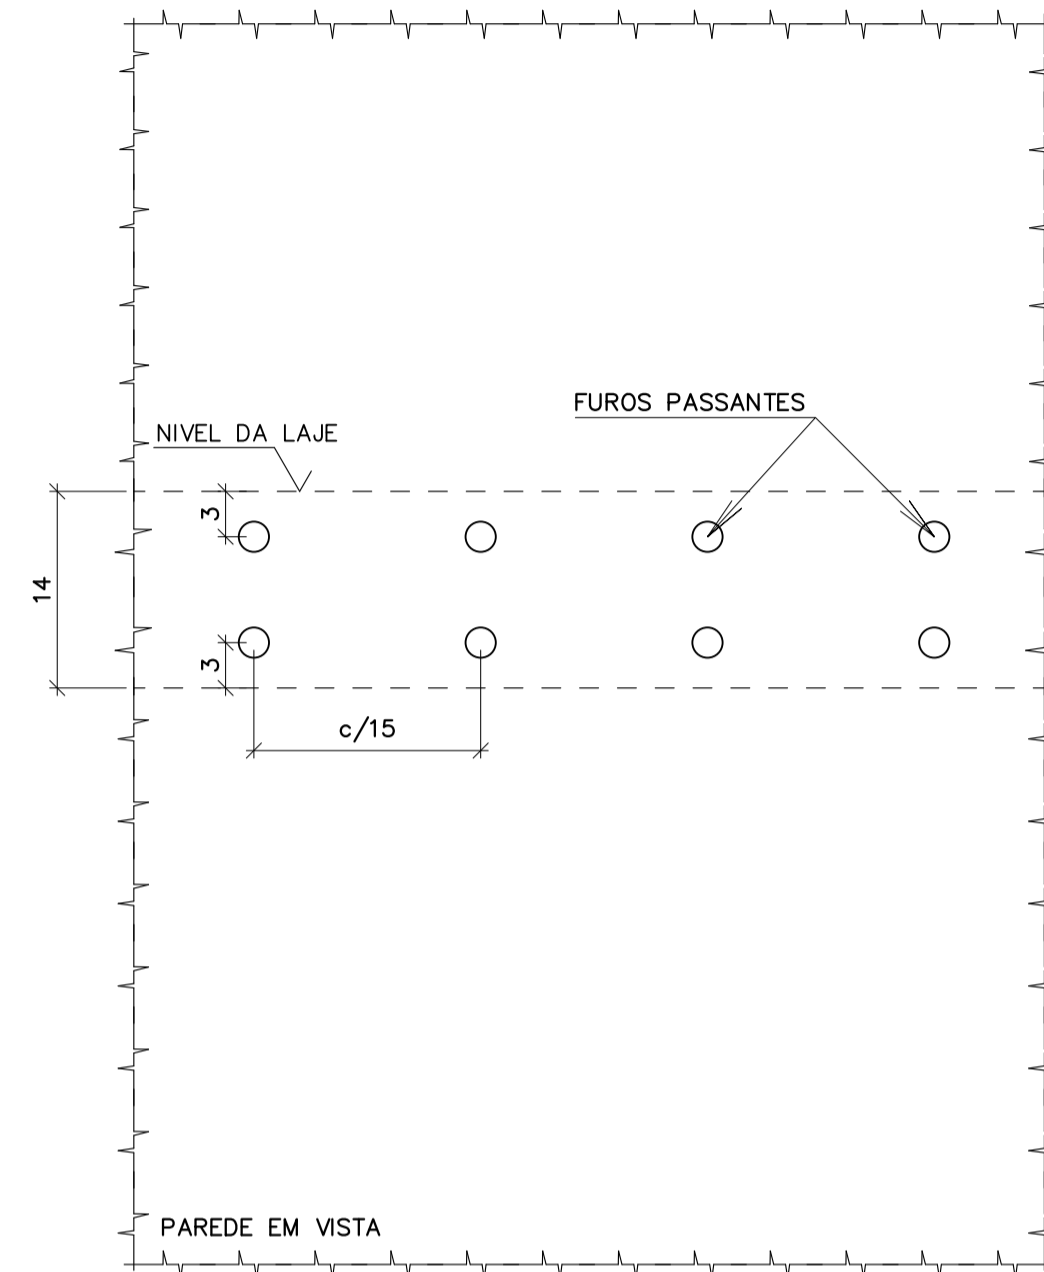 FUROS PASSANTES
NIVEL DA LAJE
3
14
3
c/15
PAREDE EM VISTA